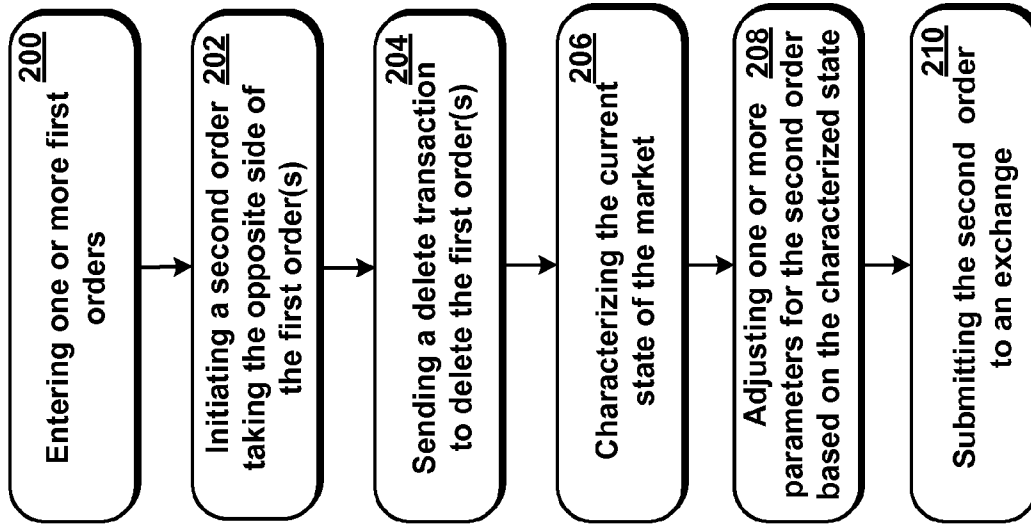 200
Entering one or more first
orders
Initiating a second order 202
taking the opposite side of
the first order(s)
204
Sending a delete transaction
to delete the first order(s)
206
Characterizing the current
state of the market
Adjusting one or more 208
parameters for the second order
based on the characterized state
210
Submitting the second order
to an exchange